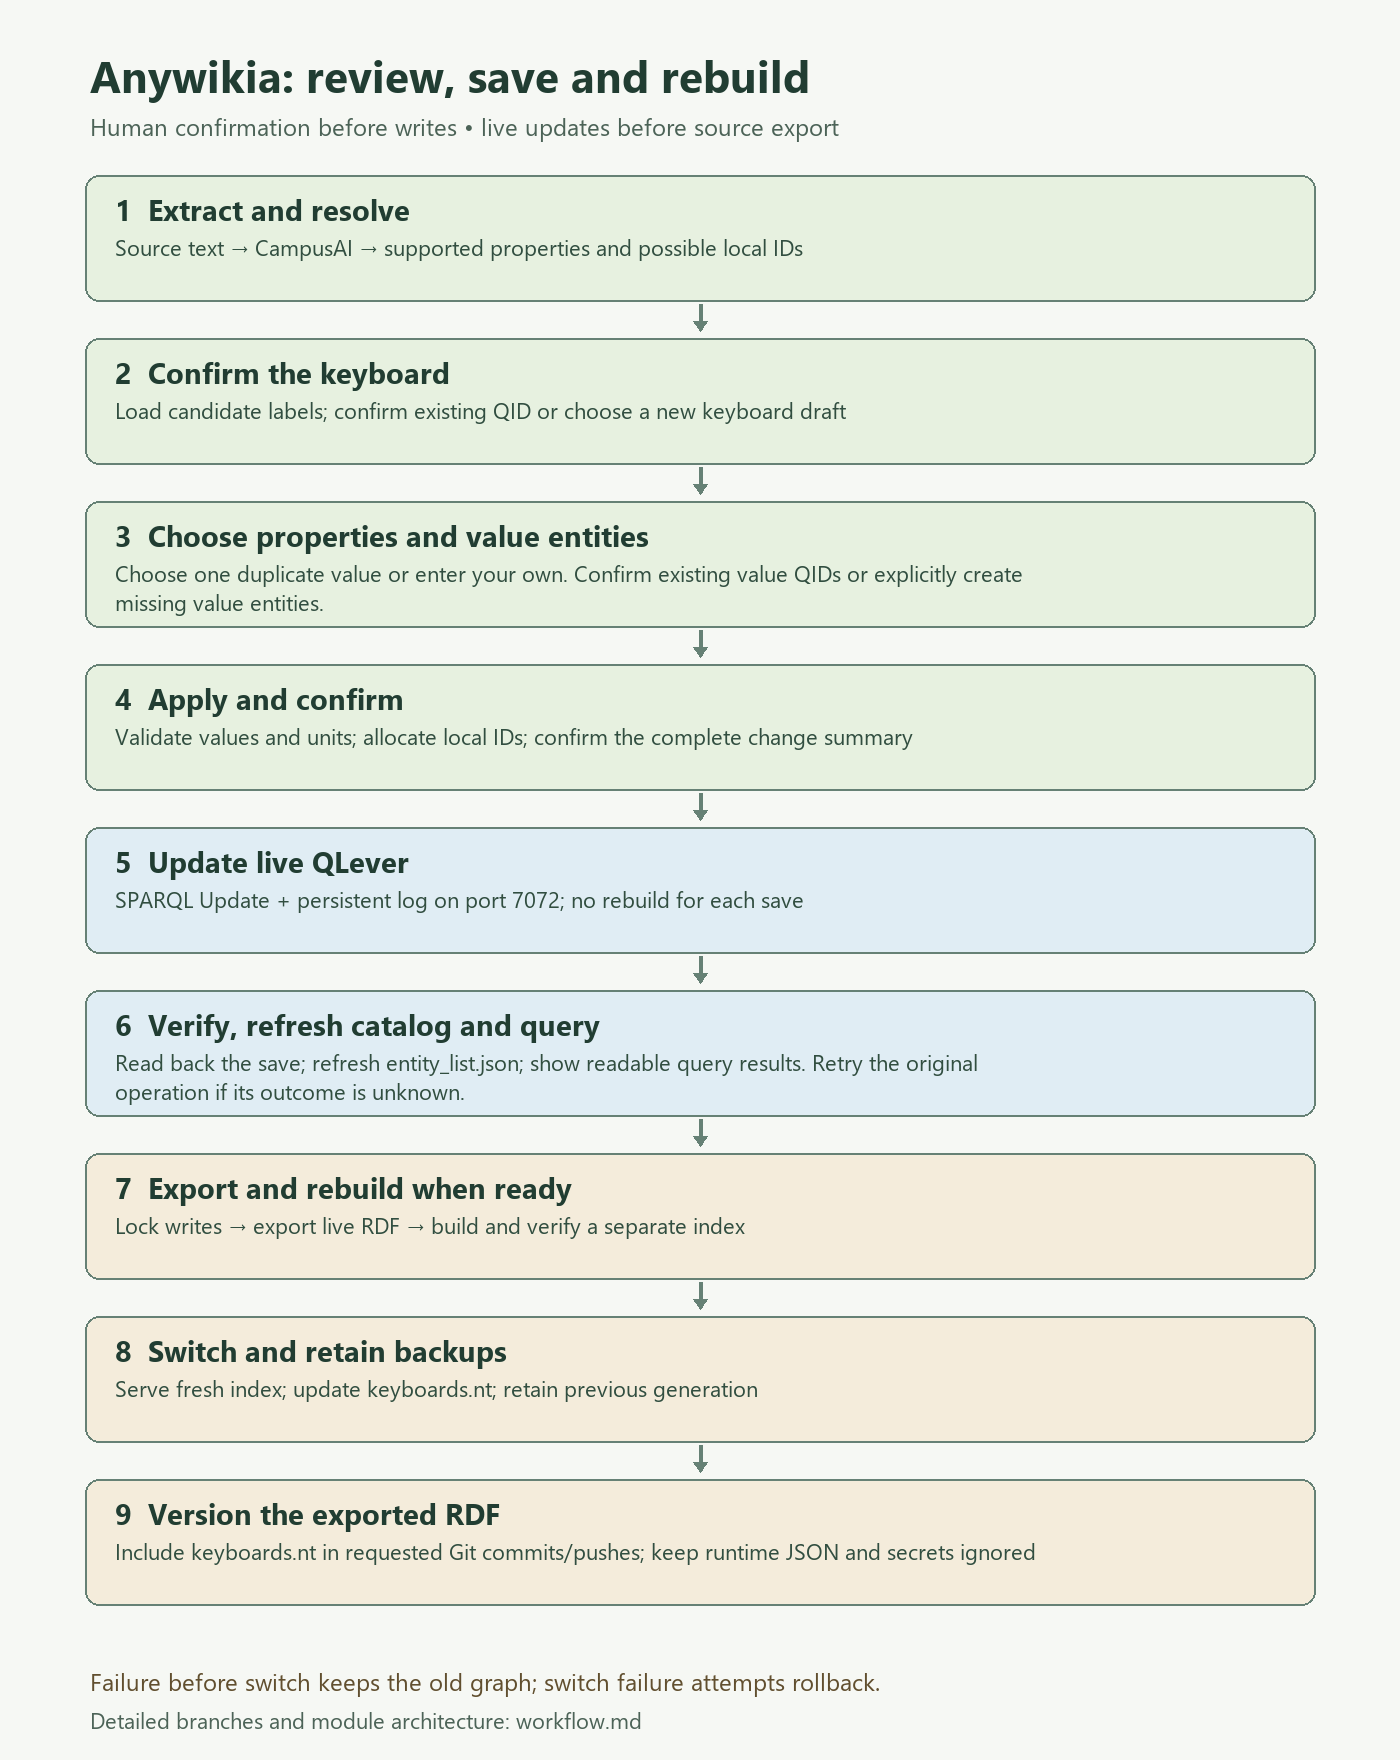 Anywikia: review, save and rebuild
Human confirmation before writes • live updates before source export
1 Extract and resolve
Source text → CampusAI → supported properties and possible local IDs
2 Confirm the keyboard
Load candidate labels; confirm existing QID or choose a new keyboard draft
3 Choose properties and value entities
Choose one duplicate value or enter your own. Confirm existing value QIDs or explicitly create
missing value entities.
4 Apply and confirm
Validate values and units; allocate local IDs; confirm the complete change summary
5 Update live QLever
SPARQL Update + persistent log on port 7072; no rebuild for each save
6 Verify, refresh catalog and query
Read back the save; refresh entity_list.json; show readable query results. Retry the original
operation if its outcome is unknown.
7 Export and rebuild when ready
Lock writes → export live RDF → build and verify a separate index
8 Switch and retain backups
Serve fresh index; update keyboards.nt; retain previous generation
9 Version the exported RDF
Include keyboards.nt in requested Git commits/pushes; keep runtime JSON and secrets ignored
Failure before switch keeps the old graph; switch failure attempts rollback.
Detailed branches and module architecture: workflow.md